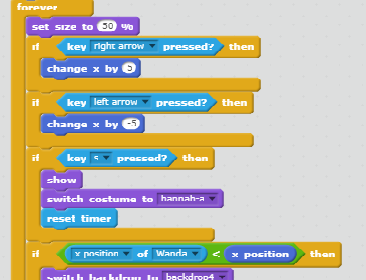 forever
set size to 50 %
if key right arrow pressed? then
change x by 5
if key left arrow pressed? then
change x by -5
if key s pressed? then
show
switch costume to hannah-a
reset timer
if x position of Wanda < x position then
switch backdrop to backdrop4